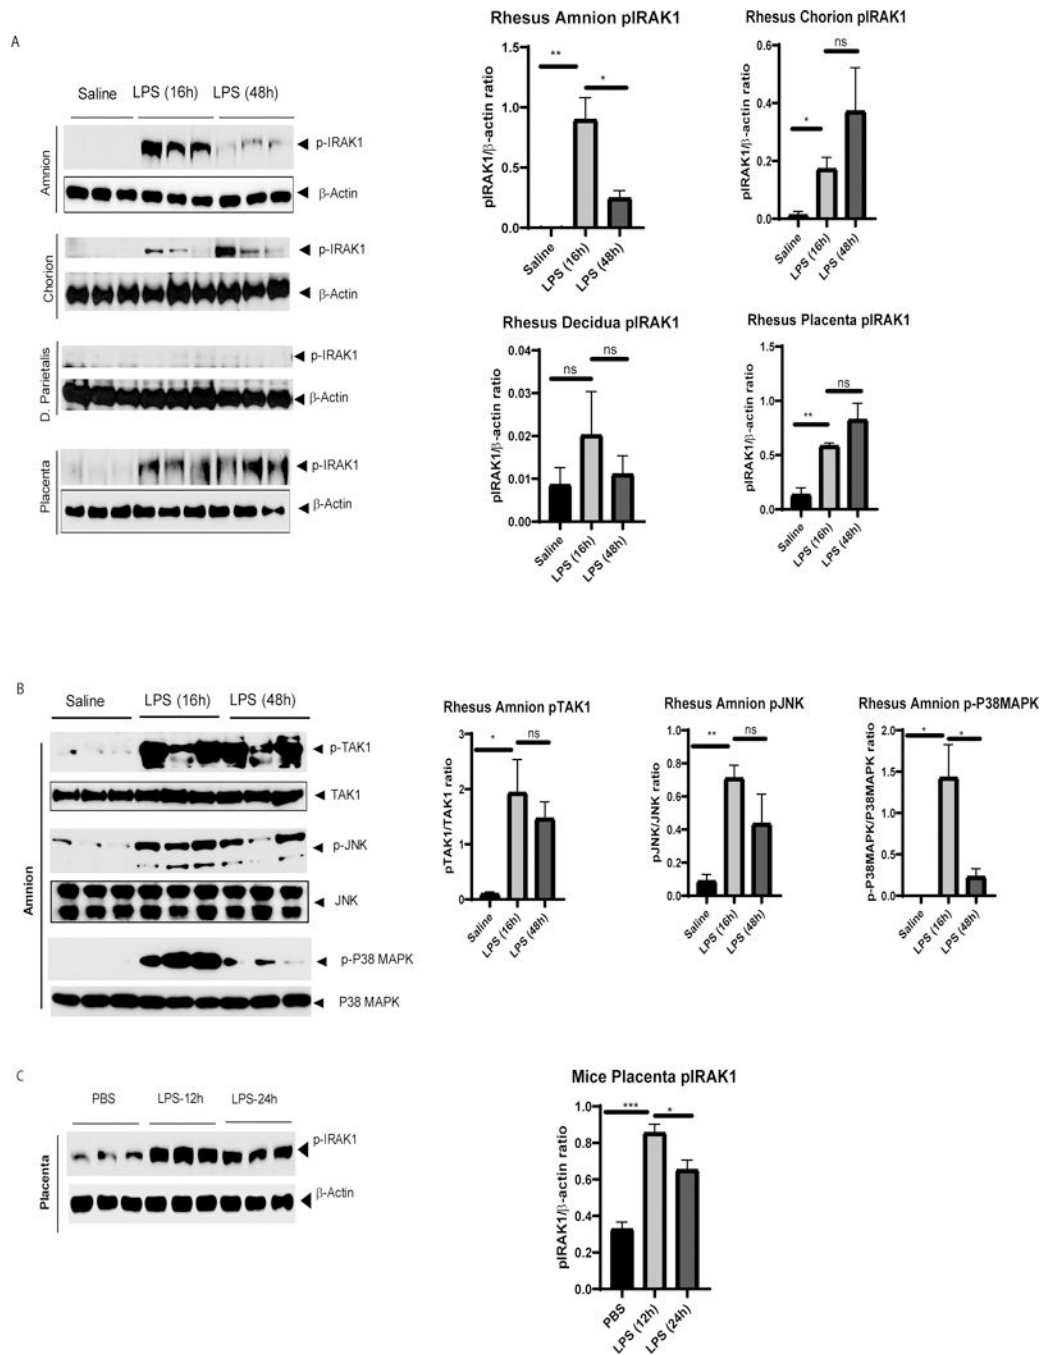 A
Saline LPS (16h) LPS (48h)
Amnion
p-IRAK1
β-Actin
Chorion
p-IRAK1
β-Actin
D. Parietalis
p-IRAK1
β-Actin
Placenta
p-IRAK1
β-Actin
Rhesus Amnion pIRAK1
pIRAK1/β-actin ratio
1.5
1.0
0.5
0.0
**
*
Saline
LPS (16h)
LPS (48h)
Rhesus Chorion pIRAK1
pIRAK1/β-actin ratio
0.6
0.4
0.2
0.0
*
ns
Saline
LPS (16h)
LPS (48h)
Rhesus Decidua pIRAK1
pIRAK1/β-actin ratio
0.04
0.03
0.02
0.01
0.00
ns
ns
Saline
LPS (16h)
LPS (48h)
Rhesus Placenta pIRAK1
pIRAK1/β-actin ratio
1.5
1.0
0.5
0.0
**
ns
Saline
LPS (16h)
LPS (48h)
B
Saline LPS (16h) LPS (48h)
Amnion
p-TAK1
TAK1
p-JNK
JNK
p-P38 MAPK
P38 MAPK
Rhesus Amnion pTAK1
pTAK1/TAK1 ratio
3
2
1
0
*
ns
Saline
LPS (16h)
LPS (48h)
Rhesus Amnion pJNK
pJNK/JNK ratio
1.0
0.8
0.6
0.4
0.2
0.0
**
ns
Saline
LPS (16h)
LPS (48h)
Rhesus Amnion p-P38MAPK
p-P38MAPK/P38MAPK ratio
2.0
1.5
1.0
0.5
0.0
*
*
Saline
LPS (16h)
LPS (48h)
C
PBS LPS-12h LPS-24h
Placenta
p-IRAK1
β-Actin
Mice Placenta pIRAK1
pIRAK1/β-actin ratio
1.0
0.8
0.6
0.4
0.2
0.0
***
*
PBS
LPS (12h)
LPS (24h)